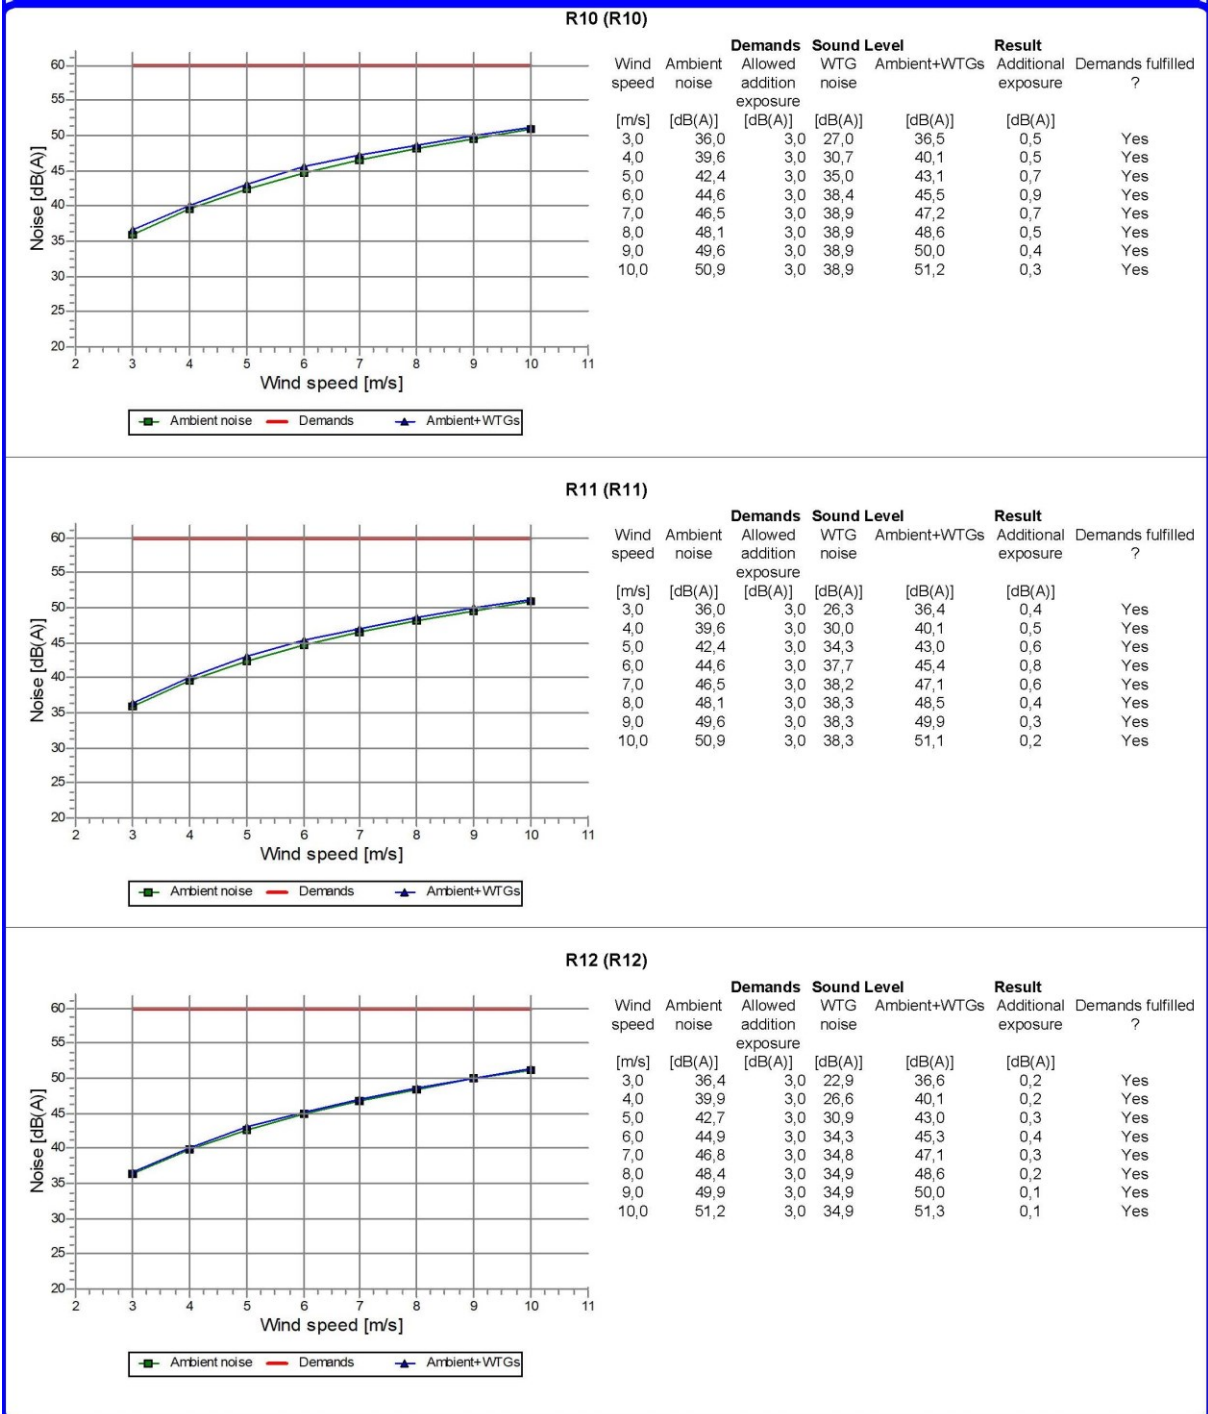 R10 (R10)
Noise [dB(A)]
60
55
50
45
40
35
30
25
20
2 3 4 5 6 7 8 9 10 11
Wind speed [m/s]
Ambient noise Demands Ambient+WTGs
Demands Sound Level Result
Wind Ambient Allowed WTG Ambient+WTGs Additional Demands fulfilled
speed noise addition noise exposure ?
exposure
[m/s] [dB(A)] [dB(A)] [dB(A)] [dB(A)] [dB(A)]
3,0 36,0 3,0 27,0 36,5 0,5 Yes
4,0 39,6 3,0 30,7 40,1 0,5 Yes
5,0 42,4 3,0 35,0 43,1 0,7 Yes
6,0 44,6 3,0 38,4 45,5 0,9 Yes
7,0 46,5 3,0 38,9 47,2 0,7 Yes
8,0 48,1 3,0 38,9 48,6 0,5 Yes
9,0 49,6 3,0 38,9 50,0 0,4 Yes
10,0 50,9 3,0 38,9 51,2 0,3 Yes
R11 (R11)
Noise [dB(A)]
60
55
50
45
40
35
30
25
20
2 3 4 5 6 7 8 9 10 11
Wind speed [m/s]
Ambient noise Demands Ambient+WTGs
Demands Sound Level Result
Wind Ambient Allowed WTG Ambient+WTGs Additional Demands fulfilled
speed noise addition noise exposure ?
exposure
[m/s] [dB(A)] [dB(A)] [dB(A)] [dB(A)] [dB(A)]
3,0 36,0 3,0 26,3 36,4 0,4 Yes
4,0 39,6 3,0 30,0 40,1 0,5 Yes
5,0 42,4 3,0 34,3 43,0 0,6 Yes
6,0 44,6 3,0 37,7 45,4 0,8 Yes
7,0 46,5 3,0 38,2 47,1 0,6 Yes
8,0 48,1 3,0 38,3 48,5 0,4 Yes
9,0 49,6 3,0 38,3 49,9 0,3 Yes
10,0 50,9 3,0 38,3 51,1 0,2 Yes
R12 (R12)
Noise [dB(A)]
60
55
50
45
40
35
30
25
20
2 3 4 5 6 7 8 9 10 11
Wind speed [m/s]
Ambient noise Demands Ambient+WTGs
Demands Sound Level Result
Wind Ambient Allowed WTG Ambient+WTGs Additional Demands fulfilled
speed noise addition noise exposure ?
exposure
[m/s] [dB(A)] [dB(A)] [dB(A)] [dB(A)] [dB(A)]
3,0 36,4 3,0 22,9 36,6 0,2 Yes
4,0 39,9 3,0 26,6 40,1 0,2 Yes
5,0 42,7 3,0 30,9 43,0 0,3 Yes
6,0 44,9 3,0 34,3 45,3 0,4 Yes
7,0 46,8 3,0 34,8 47,1 0,3 Yes
8,0 48,4 3,0 34,9 48,6 0,2 Yes
9,0 49,9 3,0 34,9 50,0 0,1 Yes
10,0 51,2 3,0 34,9 51,3 0,1 Yes